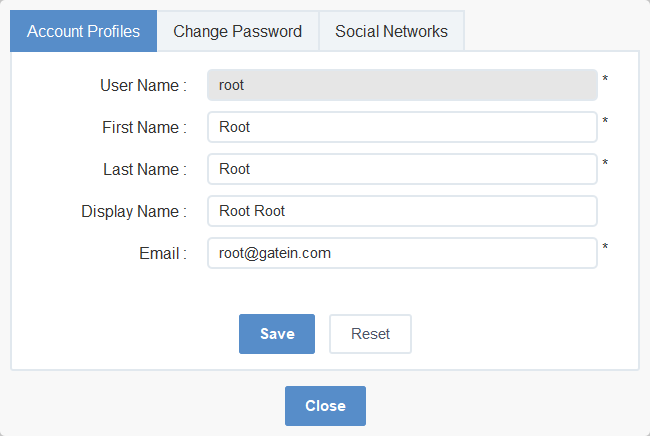 Account Profiles Change Password Social Networks
User Name : root *
First Name : Root *
Last Name : Root *
Display Name : Root Root
Email : root@gatein.com *
Save Reset
Close